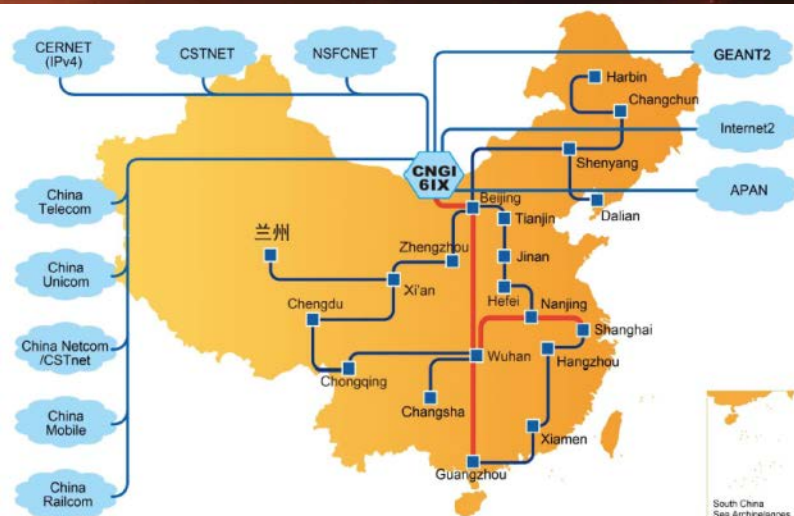 CERNET
(IPv4)
CSTNET
NSFCNET
GEANT2
Harbin
Changchun
Internet2
Shenyang
CNGI
6IX
APAN
China
Telecom
Beijing
Dalian
Tianjin
兰州
Zhengzhou
Jinan
China
Unicom
Xi'an
Hefei
Chengdu
Nanjing
Shanghai
China Netcom
/CSTnet
Wuhan
Hangzhou
Chongqing
Changsha
China
Mobile
Xiamen
Guangzhou
China
Railcom
South China
Sea Archipelagoes